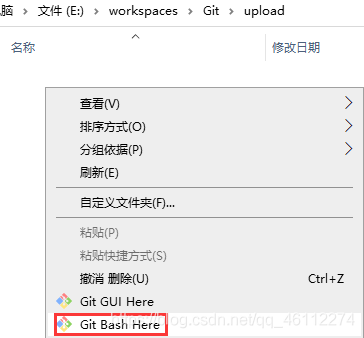 脑 > 文件 (E:) > workspaces > Git > upload
名称 修改日期
查看(V)
排序方式(O)
分组依据(P)
刷新(E)
自定义文件夹(F)...
粘贴(P)
粘贴快捷方式(S)
撤消 删除(U) Ctrl+Z
Git GUI Here
Git Bash Here
https://blog.csdn.net/qq_46112274